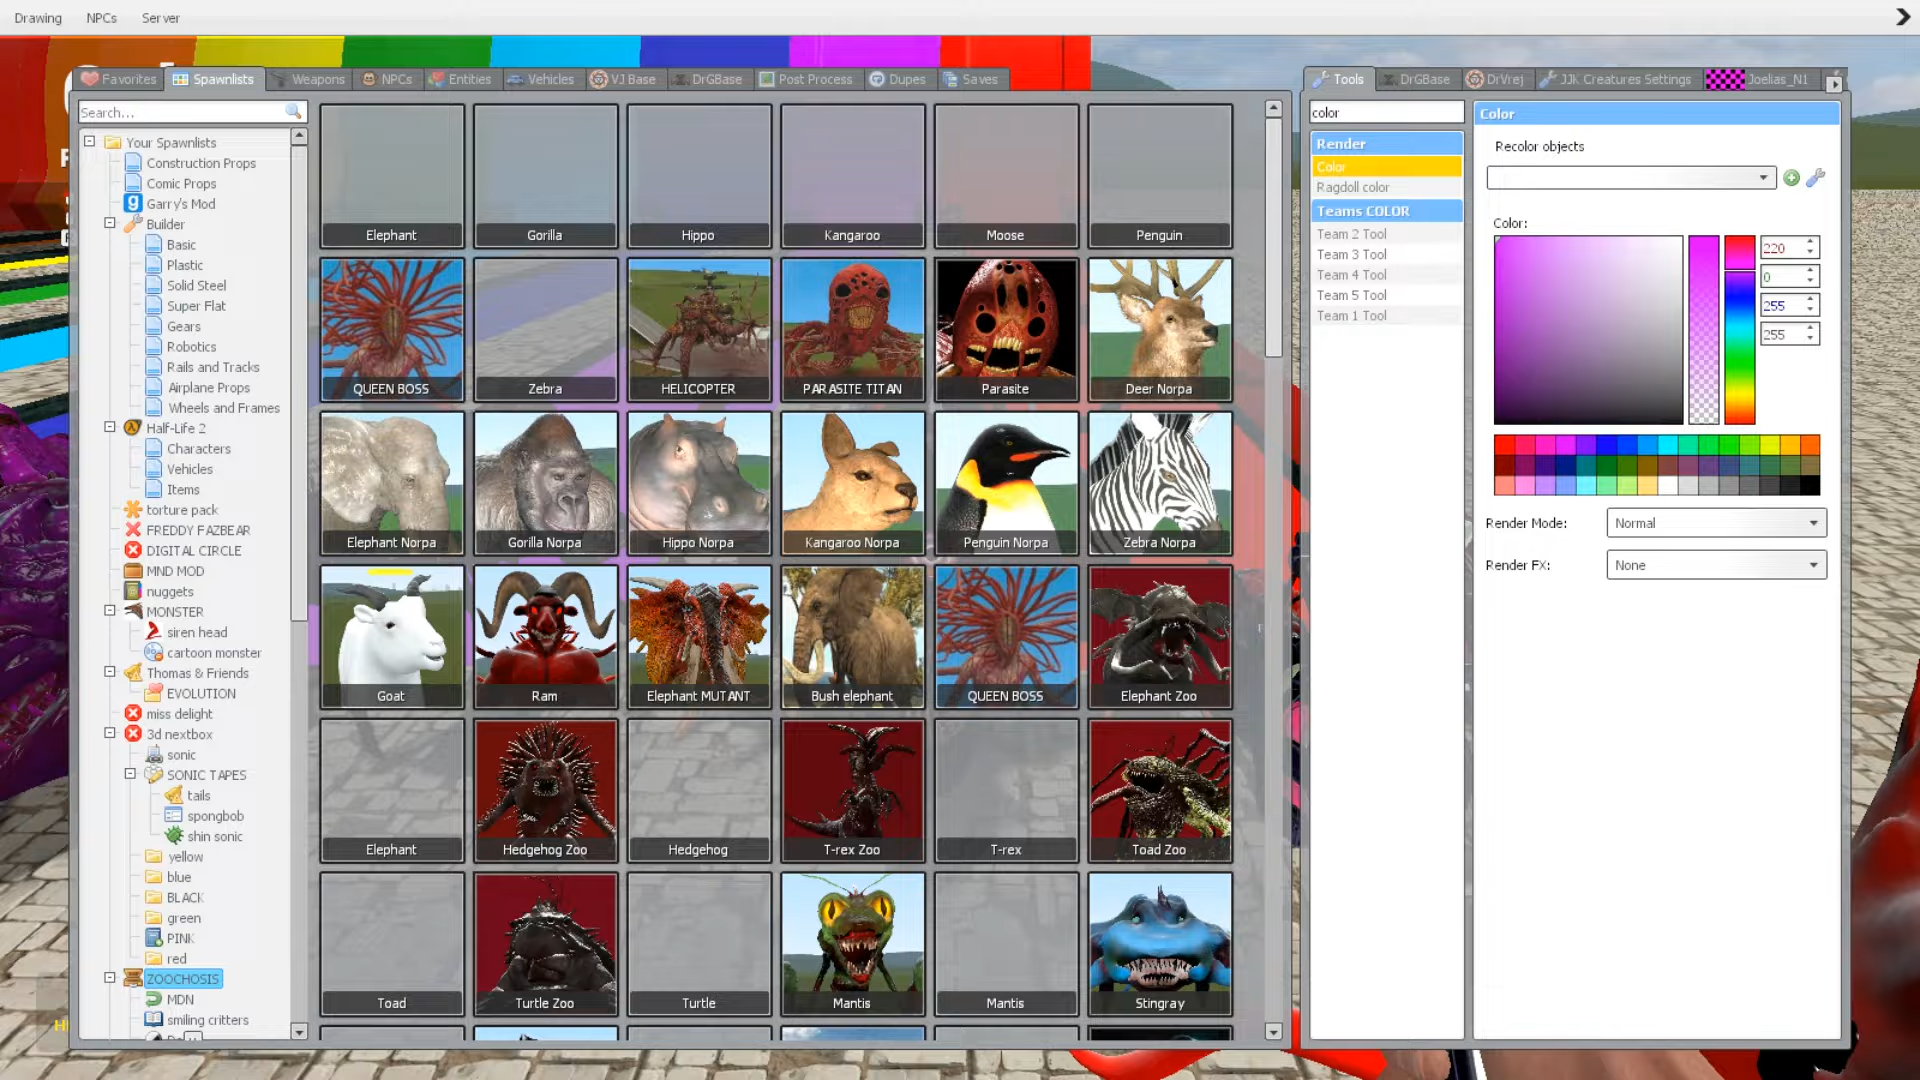 Drawing NPCs Server
Favorites Spawnlists Weapons NPCs Entities Vehicles VJ Base DrGBase Post Process Dupes Saves
Search...
Your Spawnlists
Construction Props
Comic Props
Garry's Mod
Builder
Basic
Plastic
Solid Steel
Super Flat
Gears
Robotics
Rails and Tracks
Airplane Props
Wheels and Frames
Half-Life 2
Characters
Vehicles
Items
torture pack
FREDDY FAZBEAR
DIGITAL CIRCLE
MND MOD
nuggets
MONSTER
siren head
cartoon monster
Thomas & Friends
EVOLUTION
miss delight
3d nextbox
sonic
SONIC TAPES
tails
spongbob
shin sonic
yellow
blue
BLACK
green
PINK
red
ZOOCHOSIS
MDN
smiling critters
Elephant Gorilla Hippo Kangaroo Moose Penguin
QUEEN BOSS Zebra HELICOPTER PARASITE TITAN Parasite Deer Norpa
Elephant Norpa Gorilla Norpa Hippo Norpa Kangaroo Norpa Penguin Norpa Zebra Norpa
Goat Ram Elephant MUTANT Bush elephant QUEEN BOSS Elephant Zoo
Elephant Hedgehog Zoo Hedgehog T-rex Zoo T-rex Toad Zoo
Toad Turtle Zoo Turtle Mantis Mantis Stingray
Tools DrGBase DrVrej JJK Creatures Settings Joelias_N1
color
Render
Color
Ragdoll color
Teams COLOR
Team 2 Tool
Team 3 Tool
Team 4 Tool
Team 5 Tool
Team 1 Tool
Color
Recolor objects
Color:
220
0
255
255
Render Mode: Normal
Render FX: None